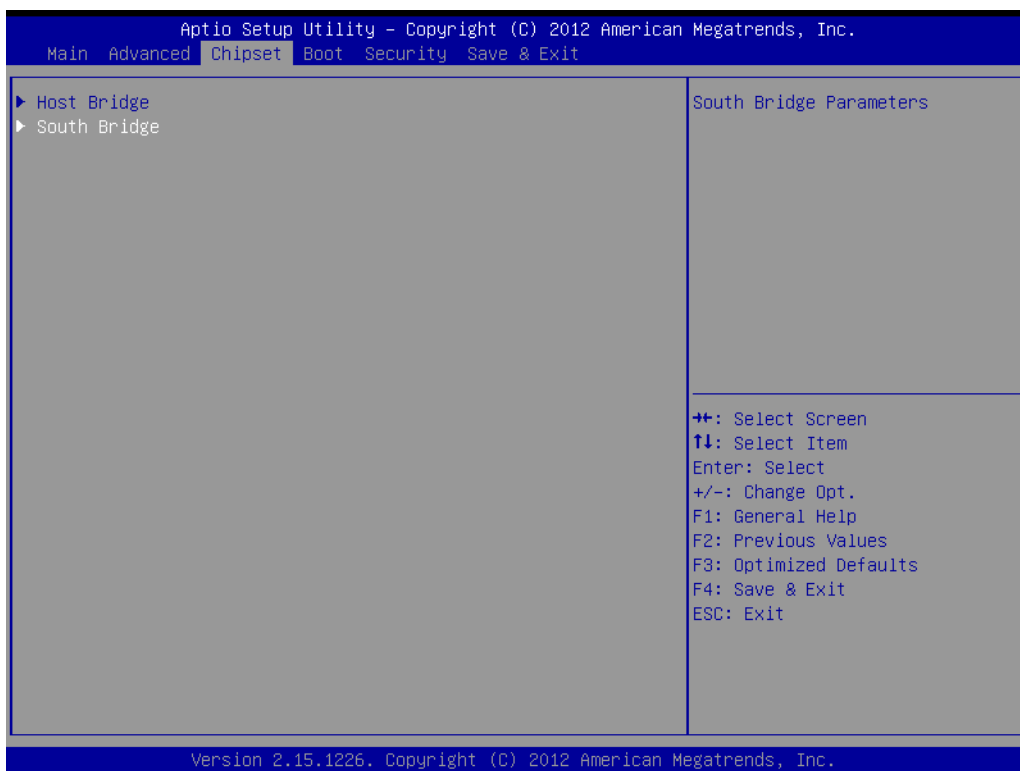 Aptio Setup Utility – Copyright (C) 2012 American Megatrends, Inc.
Main Advanced Chipset Boot Security Save & Exit
► Host Bridge
► South Bridge
South Bridge Parameters
→←: Select Screen
↑↓: Select Item
Enter: Select
+/-: Change Opt.
F1: General Help
F2: Previous Values
F3: Optimized Defaults
F4: Save & Exit
ESC: Exit
Version 2.15.1226. Copyright (C) 2012 American Megatrends, Inc.